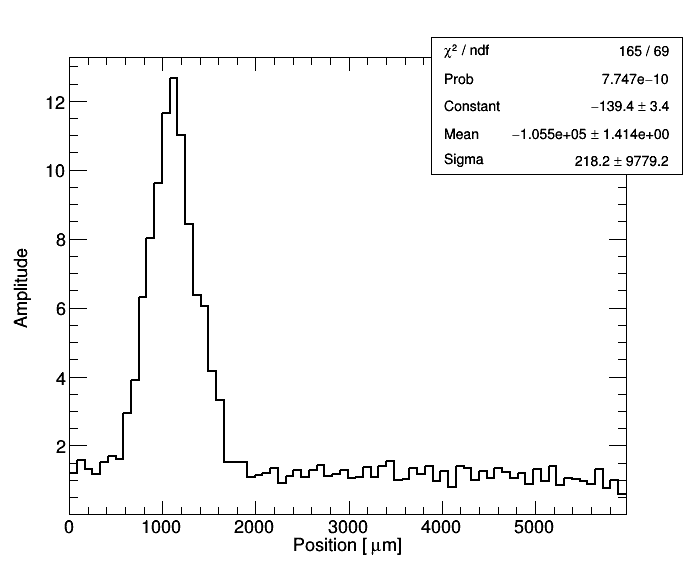 χ² / ndf 165 / 69
Prob 7.747e−10
Constant −139.4 ± 3.4
Mean −1.055e+05 ± 1.414e+00
Sigma 218.2 ± 9779.2
12
10
8
6
4
2
Amplitude
0 1000 2000 3000 4000 5000
Position [ μm]